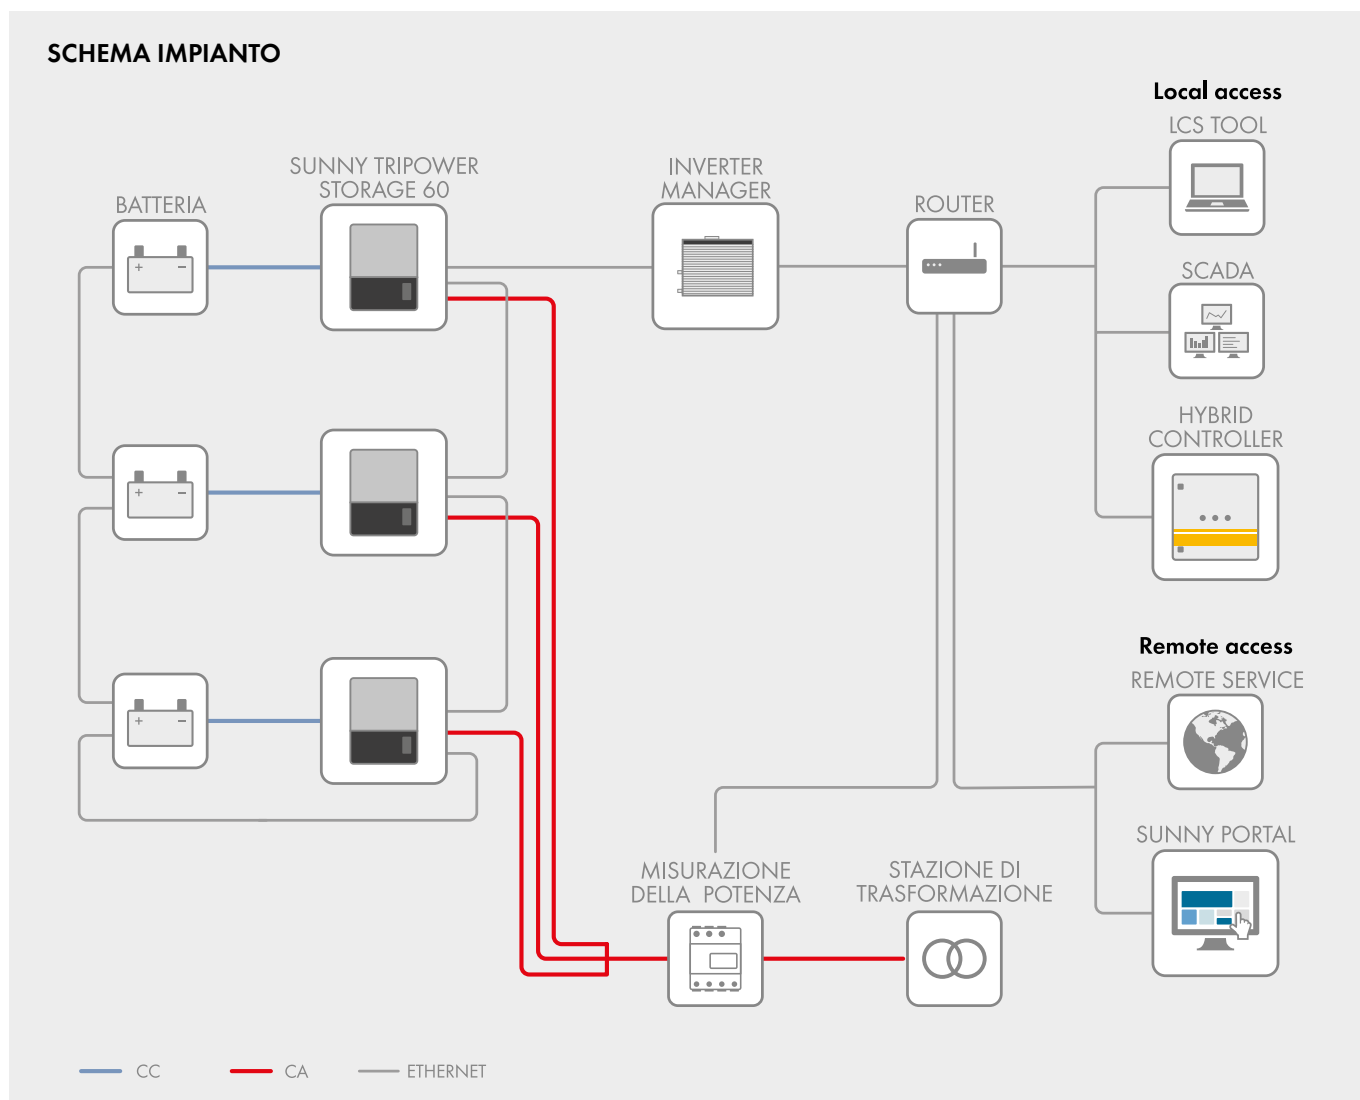 SCHEMA IMPIANTO
Local access
LCS TOOL
SUNNY TRIPOWER
STORAGE 60
INVERTER
MANAGER
BATTERIA
ROUTER
SCADA
HYBRID
CONTROLLER
Remote access
REMOTE SERVICE
SUNNY PORTAL
MISURAZIONE
DELLA POTENZA
STAZIONE DI
TRASFORMAZIONE
CC
CA
ETHERNET